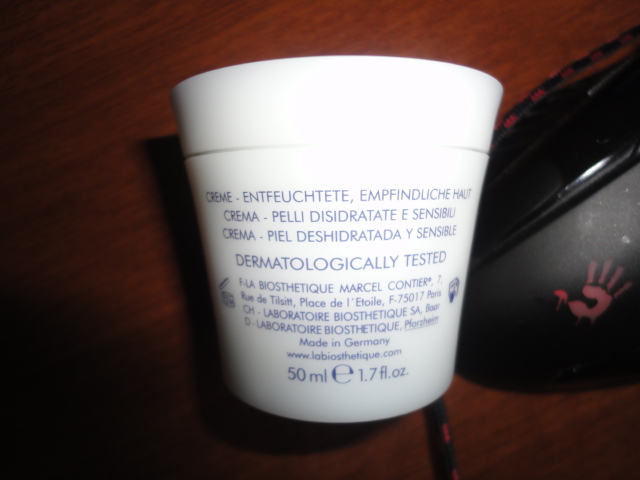 CREME - ENTFEUCHTETE, EMPFINDLICHE HAUT
CREMA - PELLI DISIDRATATE E SENSIBILI
CREMA - PIEL DESHIDRATADA Y SENSIBLE
DERMATOLOGICALLY TESTED
F-LA BIOSTHETIQUE MARCEL CONTIER®, 7,
Rue de Tilsitt, Place de l´Etoile, F-75017 Paris
CH - LABORATOIRE BIOSTHETIQUE SA, Baar
D - LABORATOIRE BIOSTHETIQUE, Pforzheim
Made in Germany
www.labiosthetique.com
50 ml ℮ 1.7 fl.oz.